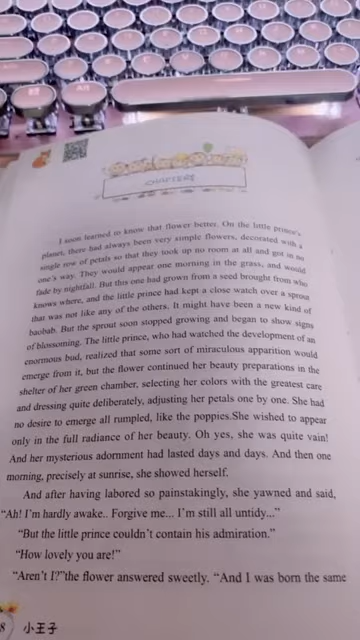 CHAPTER8
I soon learned to know that flower better. On the little prince's
planet, there had always been very simple flowers, decorated with a
single row of petals so that they took up no room at all and got in no
one's way. They would appear one morning in the grass, and would
fade by nightfall. But this one had grown from a seed brought from who
knows where, and the little prince had kept a close watch over a sprout
that was not like any of the others. It might have been a new kind of
baobab. But the sprout soon stopped growing and began to show signs
of blossoming. The little prince, who had watched the development of an
enormous bud, realized that some sort of miraculous apparition would
emerge from it, but the flower continued her beauty preparations in the
shelter of her green chamber, selecting her colors with the greatest care
and dressing quite deliberately, adjusting her petals one by one. She had
no desire to emerge all rumpled, like the poppies.She wished to appear
only in the full radiance of her beauty. Oh yes, she was quite vain!
And her mysterious adornment had lasted days and days. And then one
morning, precisely at sunrise, she showed herself.
And after having labored so painstakingly, she yawned and said,
"Ah! I'm hardly awake.. Forgive me... I'm still all untidy..."
"But the little prince couldn't contain his admiration."
"How lovely you are!"
"Aren't I?"the flower answered sweetly. "And I was born the same
8 小王子